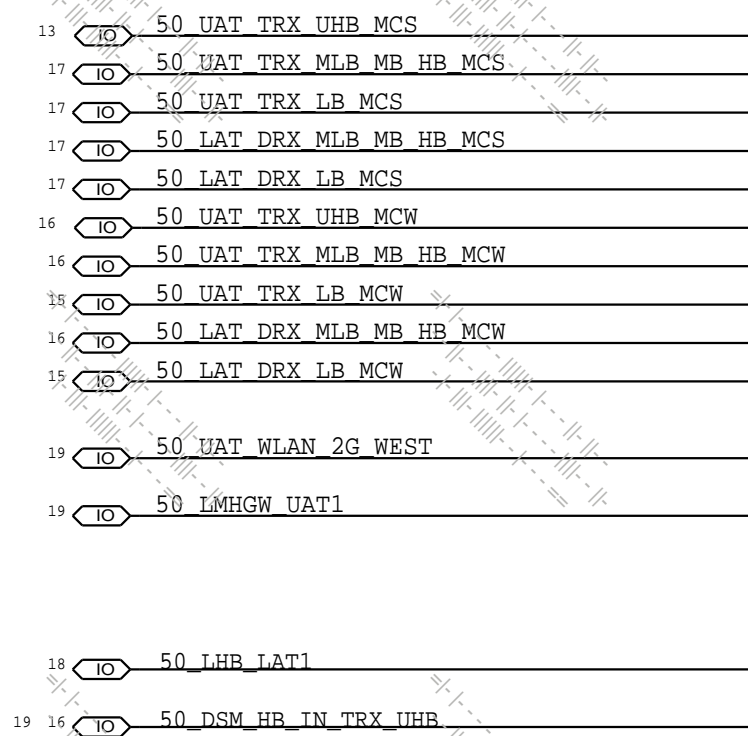 13 IO 50_UAT_TRX_UHB_MCS
17 IO 50_UAT_TRX_MLB_MB_HB_MCS
17 IO 50_UAT_TRX_LB_MCS
17 IO 50_LAT_DRX_MLB_MB_HB_MCS
17 IO 50_LAT_DRX_LB_MCS
16 IO 50_UAT_TRX_UHB_MCW
16 IO 50_UAT_TRX_MLB_MB_HB_MCW
15 IO 50_UAT_TRX_LB_MCW
16 IO 50_LAT_DRX_MLB_MB_HB_MCW
15 IO 50_LAT_DRX_LB_MCW
19 IO 50_UAT_WLAN_2G_WEST
19 IO 50_LMHGW_UAT1
18 IO 50_LHB_LAT1
19 16 IO 50_DSM_HB_IN_TRX_UHB